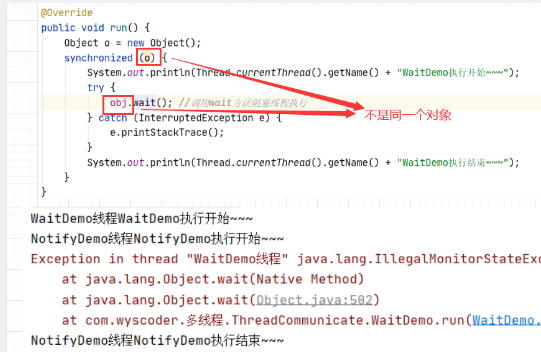 @Override
public void run() {
Object o = new Object();
synchronized (o) {
System.out.println(Thread.currentThread().getName() + "WaitDemo执行开始~~~");
try {
obj.wait(); //调用wait方法阻塞线程执行
不是同一个对象
} catch (InterruptedException e) {
e.printStackTrace();
}
System.out.println(Thread.currentThread().getName() + "WaitDemo执行结束~~~");
}
}
WaitDemo线程WaitDemo执行开始~~~
NotifyDemo线程NotifyDemo执行开始~~~
Exception in thread "WaitDemo线程" java.lang.IllegalMonitorStateExc
at java.lang.Object.wait(Native Method)
at java.lang.Object.wait(Object.java:502)
at com.wyscoder.多线程.ThreadCommunicate.WaitDemo.run(WaitDemo.
NotifyDemo线程NotifyDemo执行结束~~~